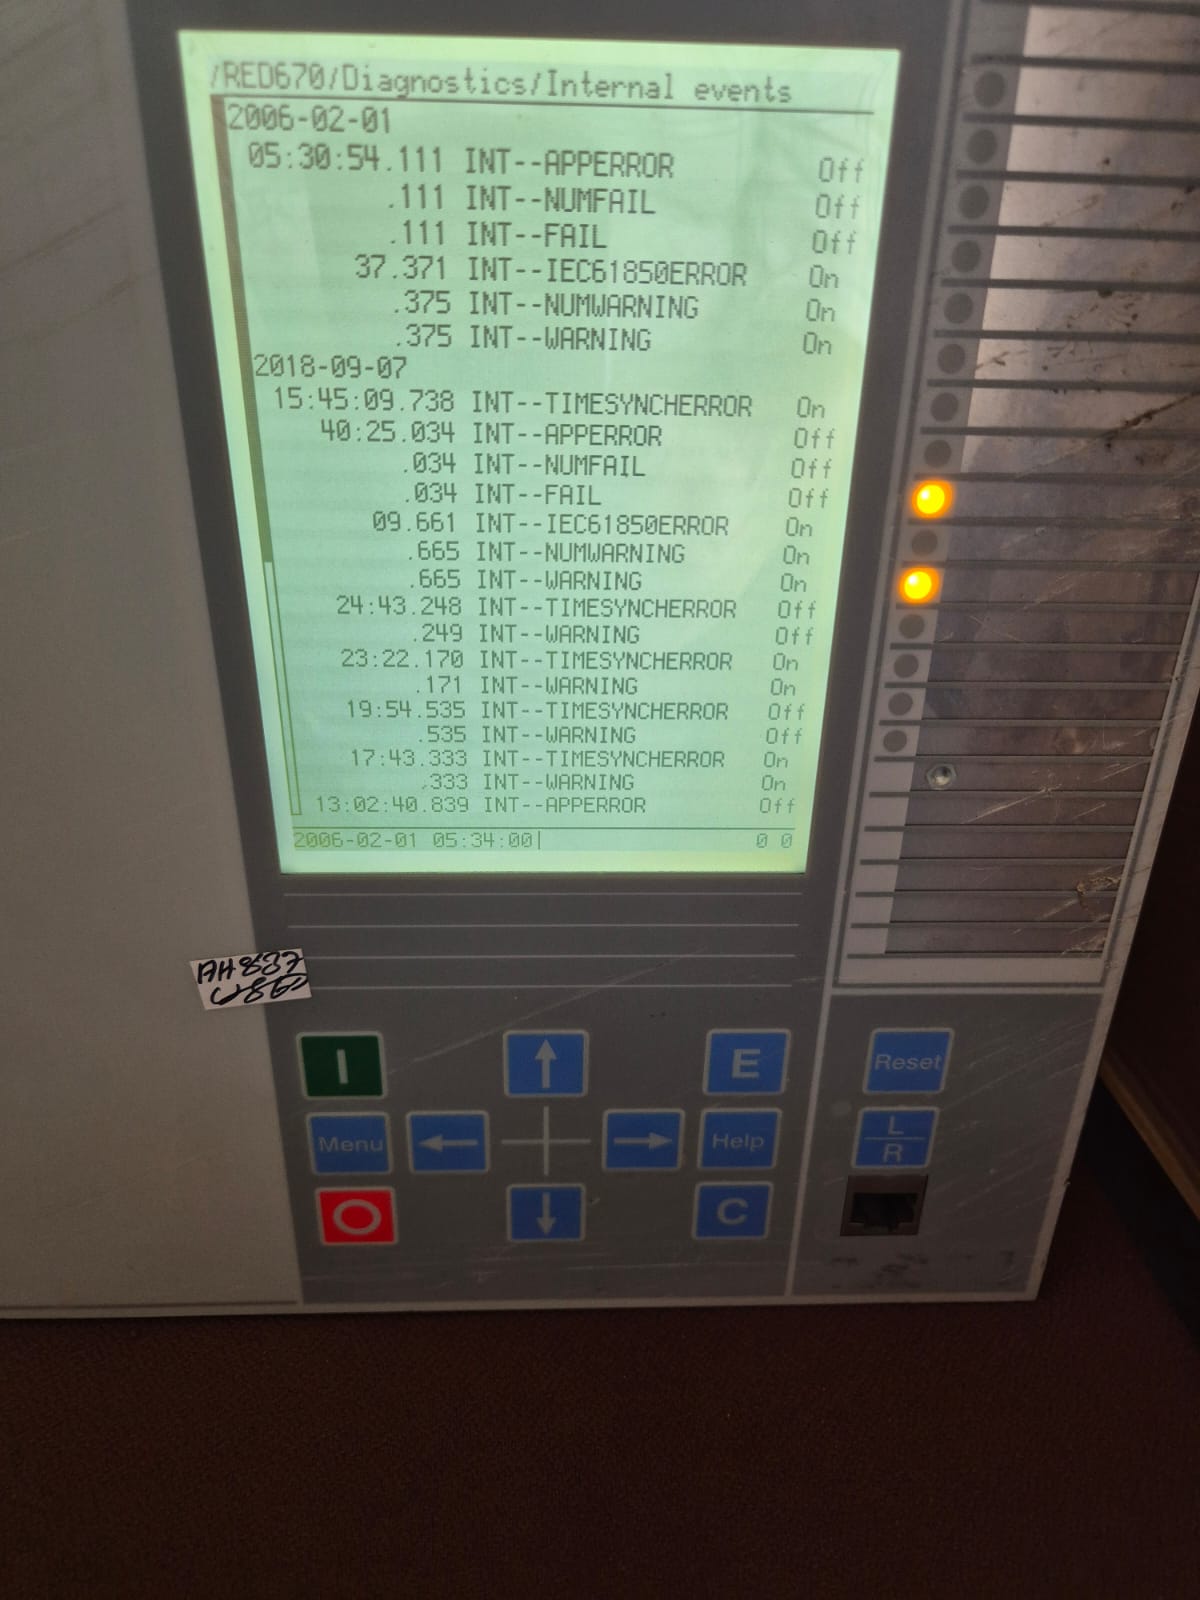 /RED670/Diagnostics/Internal events
2006-02-01
05:30:54.111 INT--APPERROR Off
.111 INT--NUMFAIL Off
.111 INT--FAIL Off
37.371 INT--IEC61850ERROR On
.375 INT--NUMWARNING On
.375 INT--WARNING On
2018-09-07
15:45:09.738 INT--TIMESYNCHERROR On
40:25.034 INT--APPERROR Off
.034 INT--NUMFAIL Off
.034 INT--FAIL Off
09.661 INT--IEC61850ERROR On
.665 INT--NUMWARNING On
.665 INT--WARNING On
24:43.248 INT--TIMESYNCHERROR Off
.249 INT--WARNING Off
23:22.170 INT--TIMESYNCHERROR On
.171 INT--WARNING On
19:54.535 INT--TIMESYNCHERROR Off
.535 INT--WARNING Off
17:43.333 INT--TIMESYNCHERROR On
.333 INT--WARNING On
13:02:40.839 INT--APPERROR Off
2006-02-01 05:34:00 0 0
I
E
Reset
Menu
Help
L
R
O
C